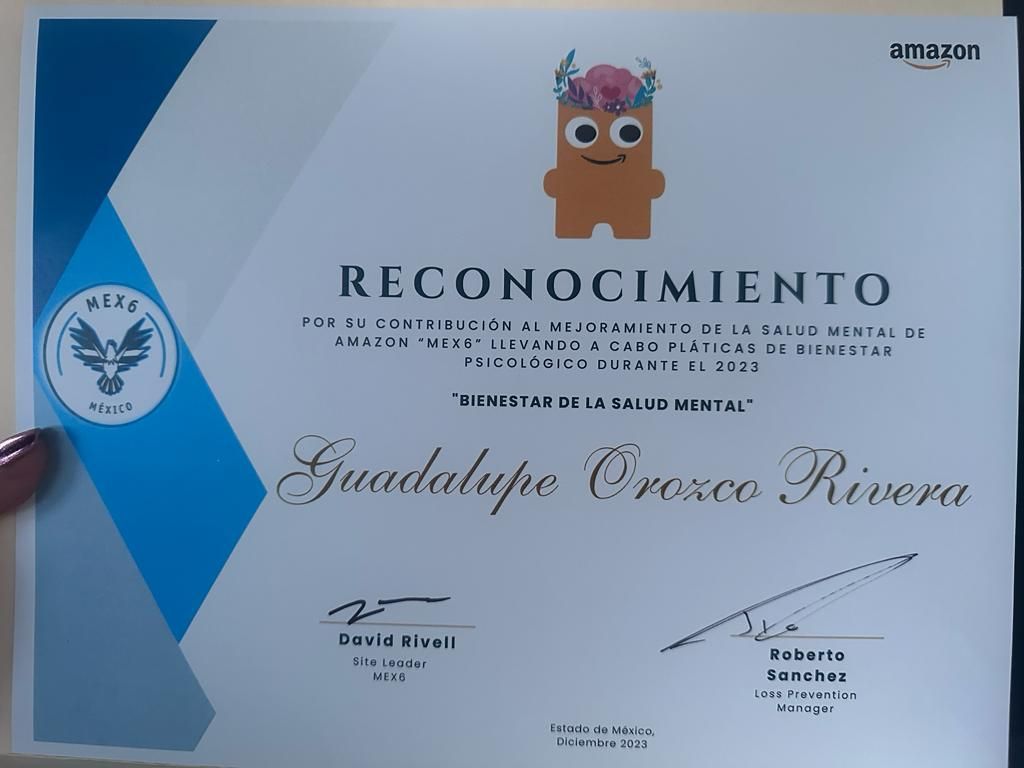 amazon
RECONOCIMIENTO
POR SU CONTRIBUCIÓN AL MEJORAMIENTO DE LA SALUD MENTAL DE
AMAZON “MEX6” LLEVANDO A CABO PLÁTICAS DE BIENESTAR
PSICOLÓGICO DURANTE EL 2023
MEX6
MÉXICO
"BIENESTAR DE LA SALUD MENTAL"
Guadalupe Orozco Rivera
David Rivell
Site Leader
MEX6
Roberto
Sanchez
Loss Prevention
Manager
Estado de México,
Diciembre 2023